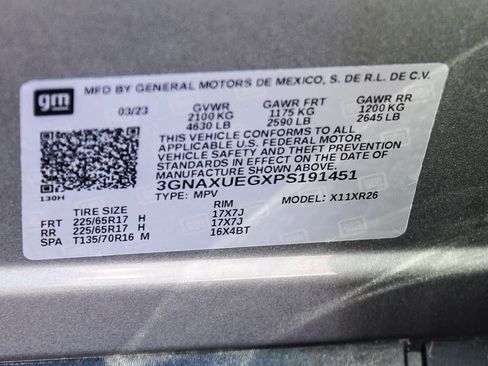 gm
MFD BY GENERAL MOTORS DE MEXICO, S. DE R.L. DE C.V.
03/23 GVWR GAWR FRT GAWR RR
2100 KG 1175 KG 1200 KG
4630 LB 2590 LB 2645 LB
THIS VEHICLE CONFORMS TO ALL
APPLICABLE U.S. FEDERAL MOTOR
VEHICLE SAFETY AND THEFT PREVENTION
STANDARDS IN EFFECT ON THE DATE OF
MANUFACTURE SHOWN ABOVE.
3GNAXUEGXPS191451
130H TYPE: MPV MODEL: X11XR26
TIRE SIZE RIM
FRT 225/65R17 H 17X7J
RR 225/65R17 H 17X7J
SPA T135/70R16 M 16X4BT